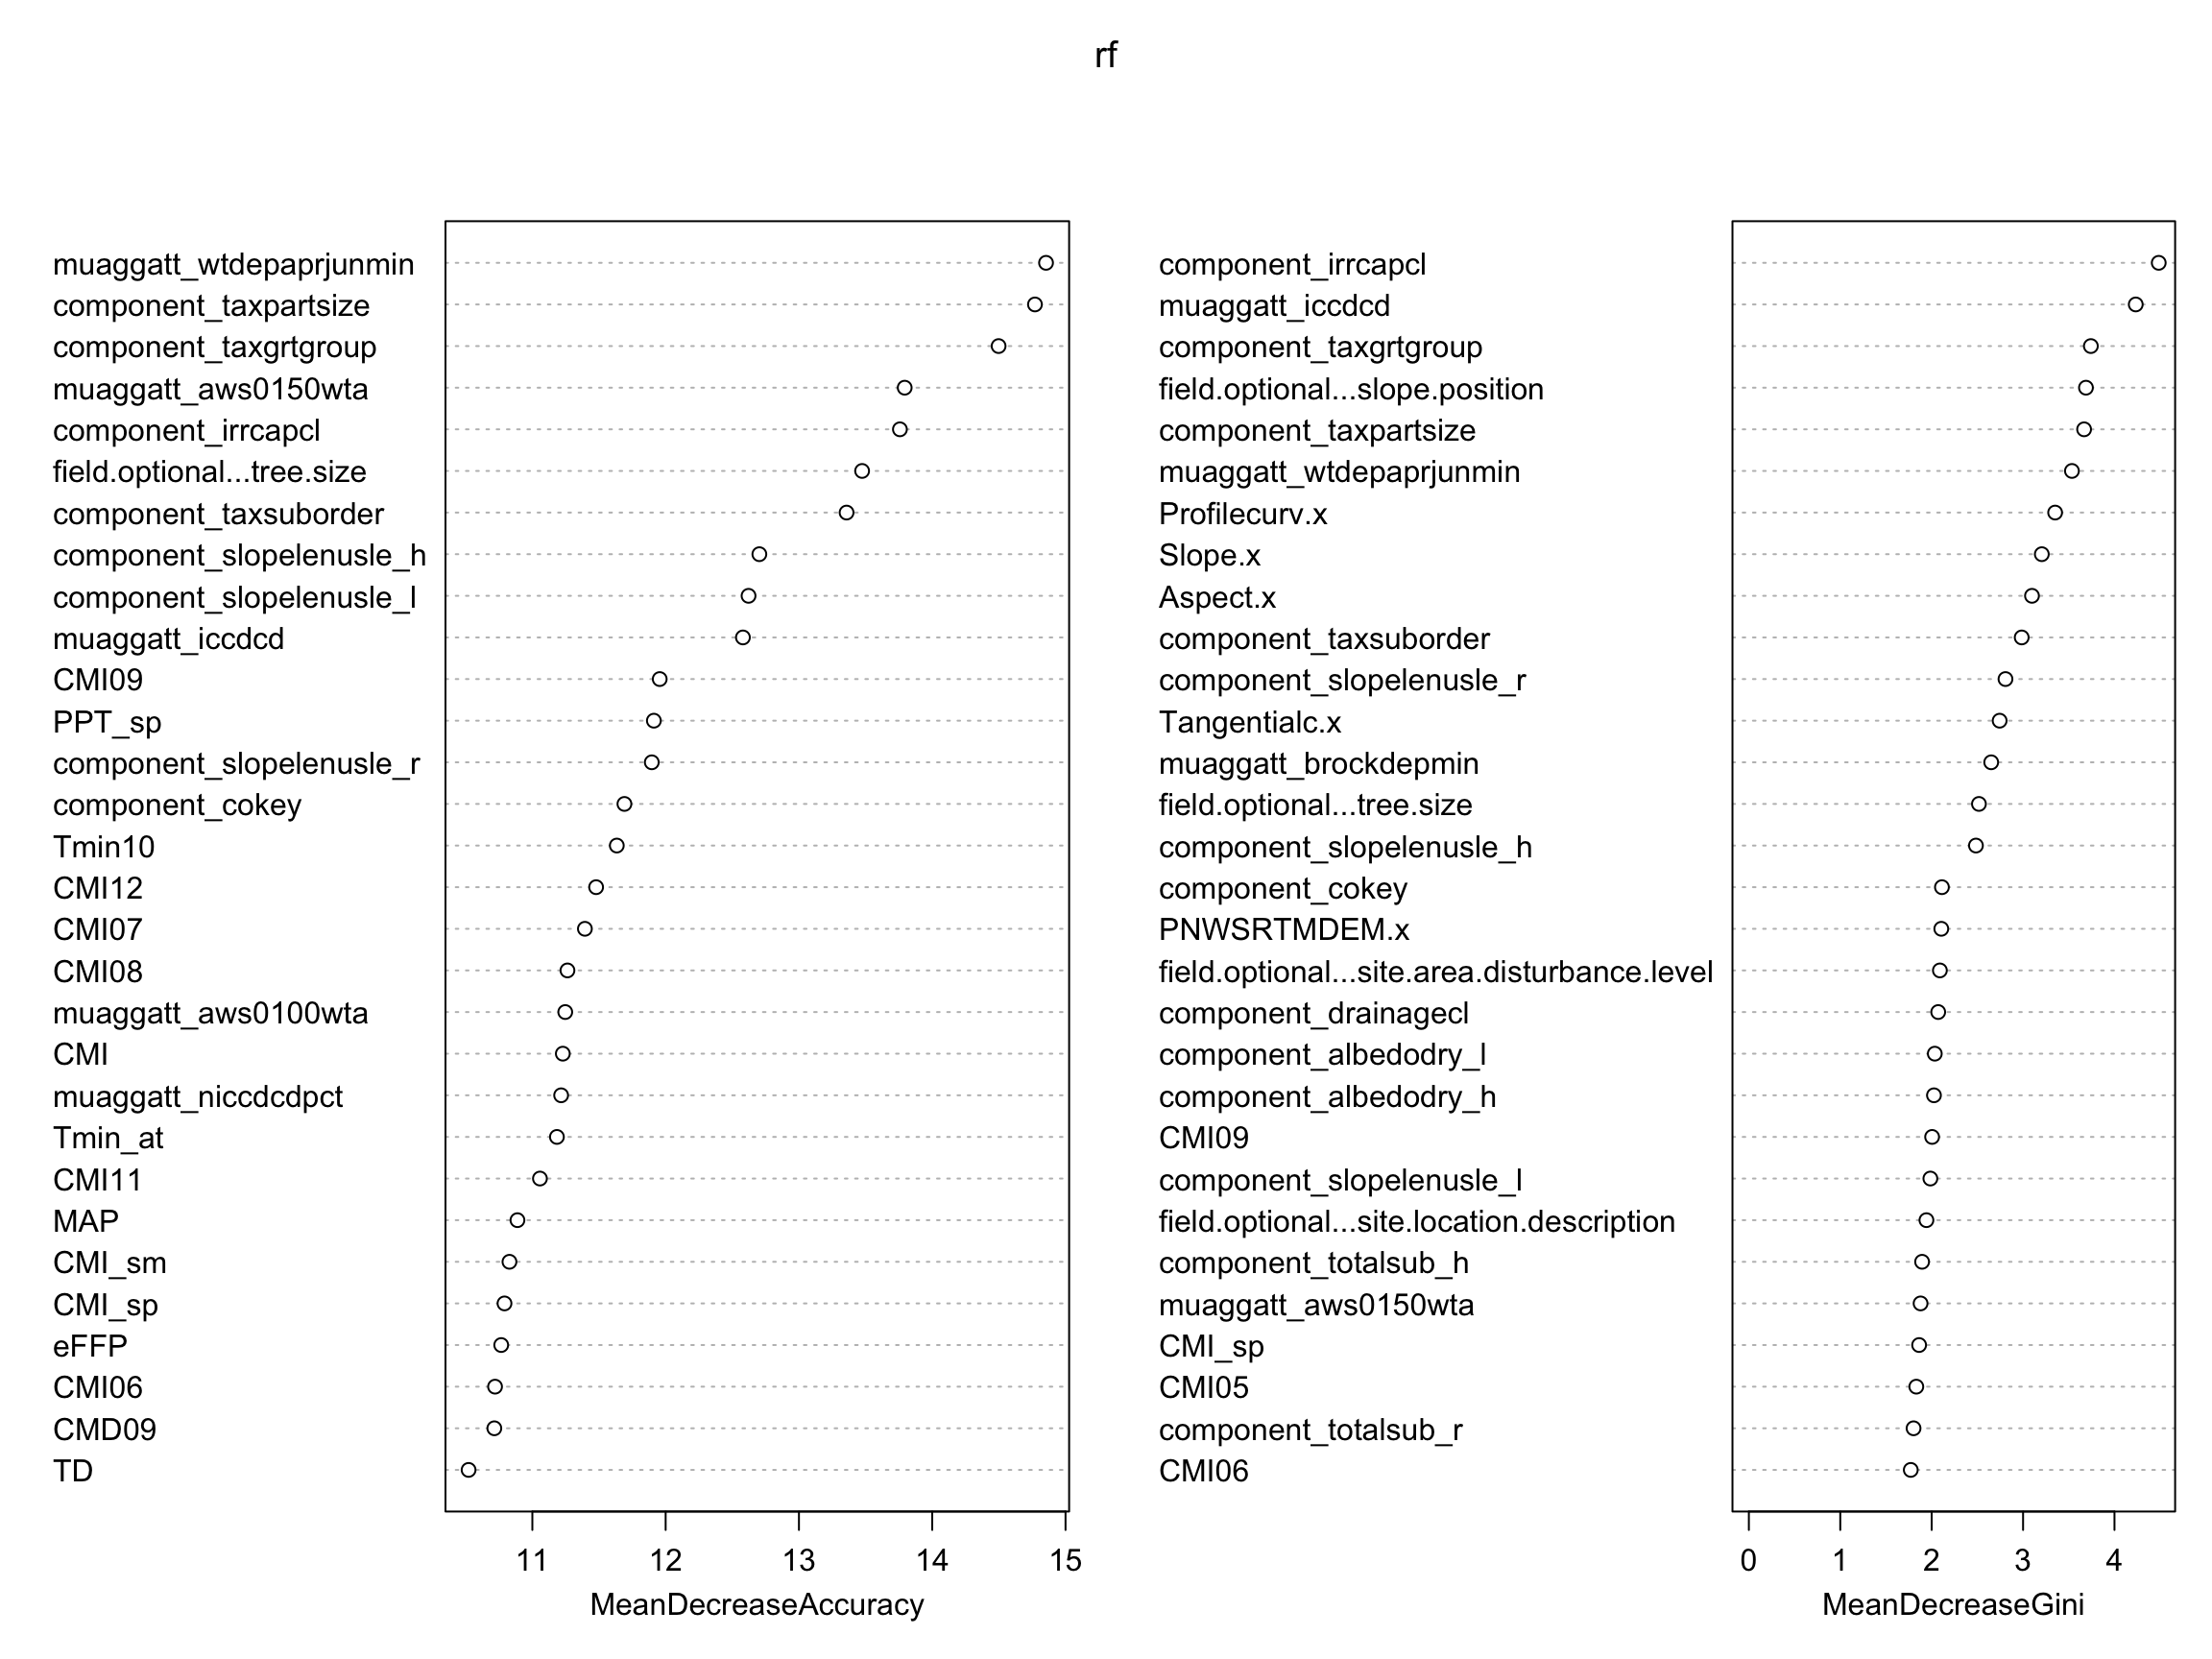 rf
muaggatt_wtdepaprjunmin
component_taxpartsize
component_taxgrtgroup
muaggatt_aws0150wta
component_irrcapcl
field.optional...tree.size
component_taxsuborder
component_slopelenusle_h
component_slopelenusle_l
muaggatt_iccdcd
CMI09
PPT_sp
component_slopelenusle_r
component_cokey
Tmin10
CMI12
CMI07
CMI08
muaggatt_aws0100wta
CMI
muaggatt_niccdcdpct
Tmin_at
CMI11
MAP
CMI_sm
CMI_sp
eFFP
CMI06
CMD09
TD
11 12 13 14 15
MeanDecreaseAccuracy
component_irrcapcl
muaggatt_iccdcd
component_taxgrtgroup
field.optional...slope.position
component_taxpartsize
muaggatt_wtdepaprjunmin
Profilecurv.x
Slope.x
Aspect.x
component_taxsuborder
component_slopelenusle_r
Tangentialc.x
muaggatt_brockdepmin
field.optional...tree.size
component_slopelenusle_h
component_cokey
PNWSRTMDEM.x
field.optional...site.area.disturbance.level
component_drainagecl
component_albedodry_l
component_albedodry_h
CMI09
component_slopelenusle_l
field.optional...site.location.description
component_totalsub_h
muaggatt_aws0150wta
CMI_sp
CMI05
component_totalsub_r
CMI06
0 1 2 3 4
MeanDecreaseGini